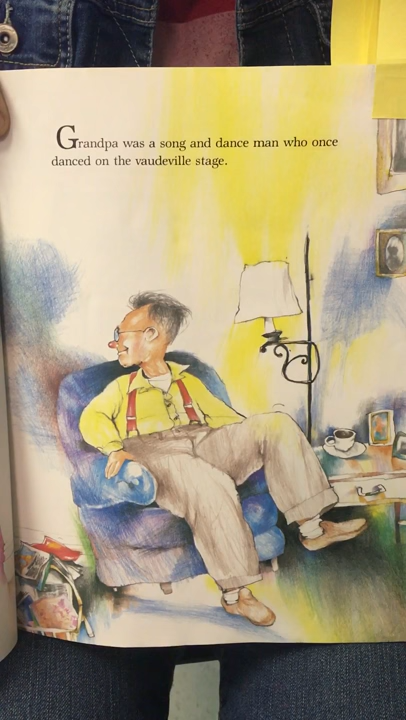 Grandpa was a song and dance man who once
danced on the vaudeville stage.